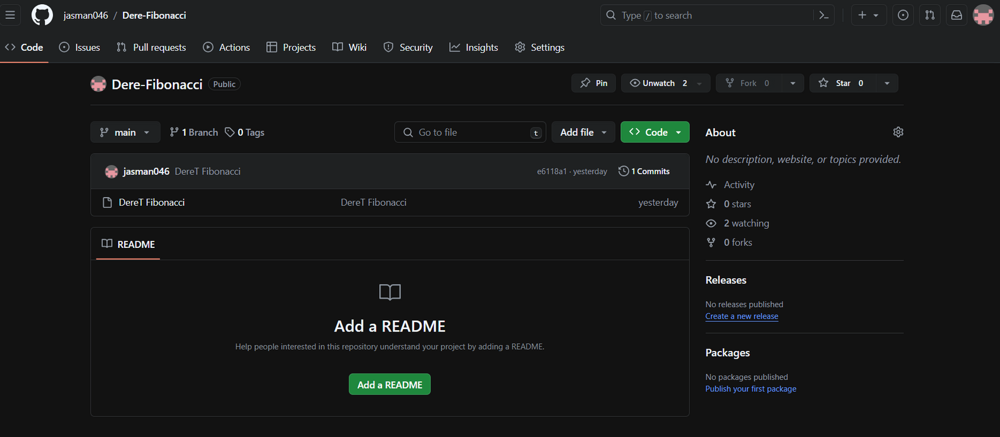 jasman046 / Dere-Fibonacci
Type / to search
Code Issues Pull requests Actions Projects Wiki Security Insights Settings
Dere-Fibonacci Public
Pin Unwatch 2 Fork 0 Star 0
main 1 Branch 0 Tags
Go to file t
Add file Code
jasman046 DereT Fibonacci e6118a1 · yesterday 1 Commits
DereT Fibonacci DereT Fibonacci yesterday
README
Add a README
Help people interested in this repository understand your project by adding a README.
Add a README
About
No description, website, or topics provided.
Activity
0 stars
2 watching
0 forks
Releases
No releases published
Create a new release
Packages
No packages published
Publish your first package